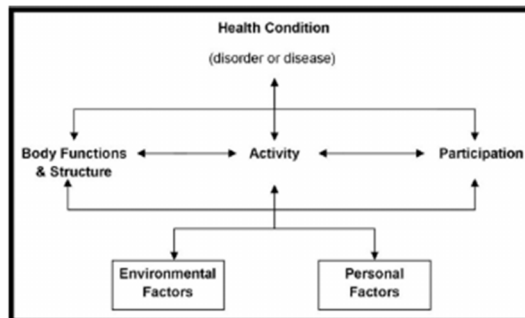 Health Condition
(disorder or disease)
Body Functions
& Structure
Activity
Participation
Environmental
Factors
Personal
Factors